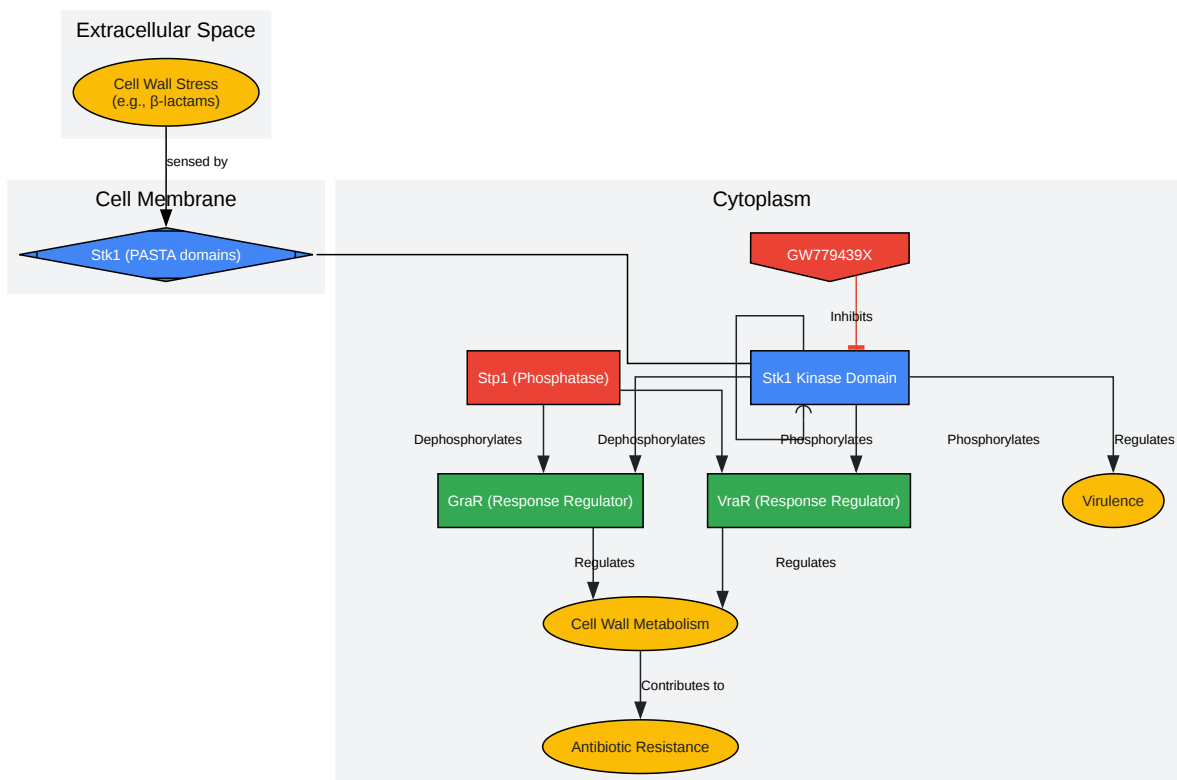 Extracellular Space
Cell Wall Stress
(e.g., β-lactams)
sensed by
Cell Membrane
Stk1 (PASTA domains)
Cytoplasm
GW779439X
Inhibits
Stp1 (Phosphatase)
Stk1 Kinase Domain
Dephosphorylates
Dephosphorylates
Phosphorylates
Phosphorylates
Regulates
GraR (Response Regulator)
VraR (Response Regulator)
Virulence
Regulates
Regulates
Cell Wall Metabolism
Contributes to
Antibiotic Resistance